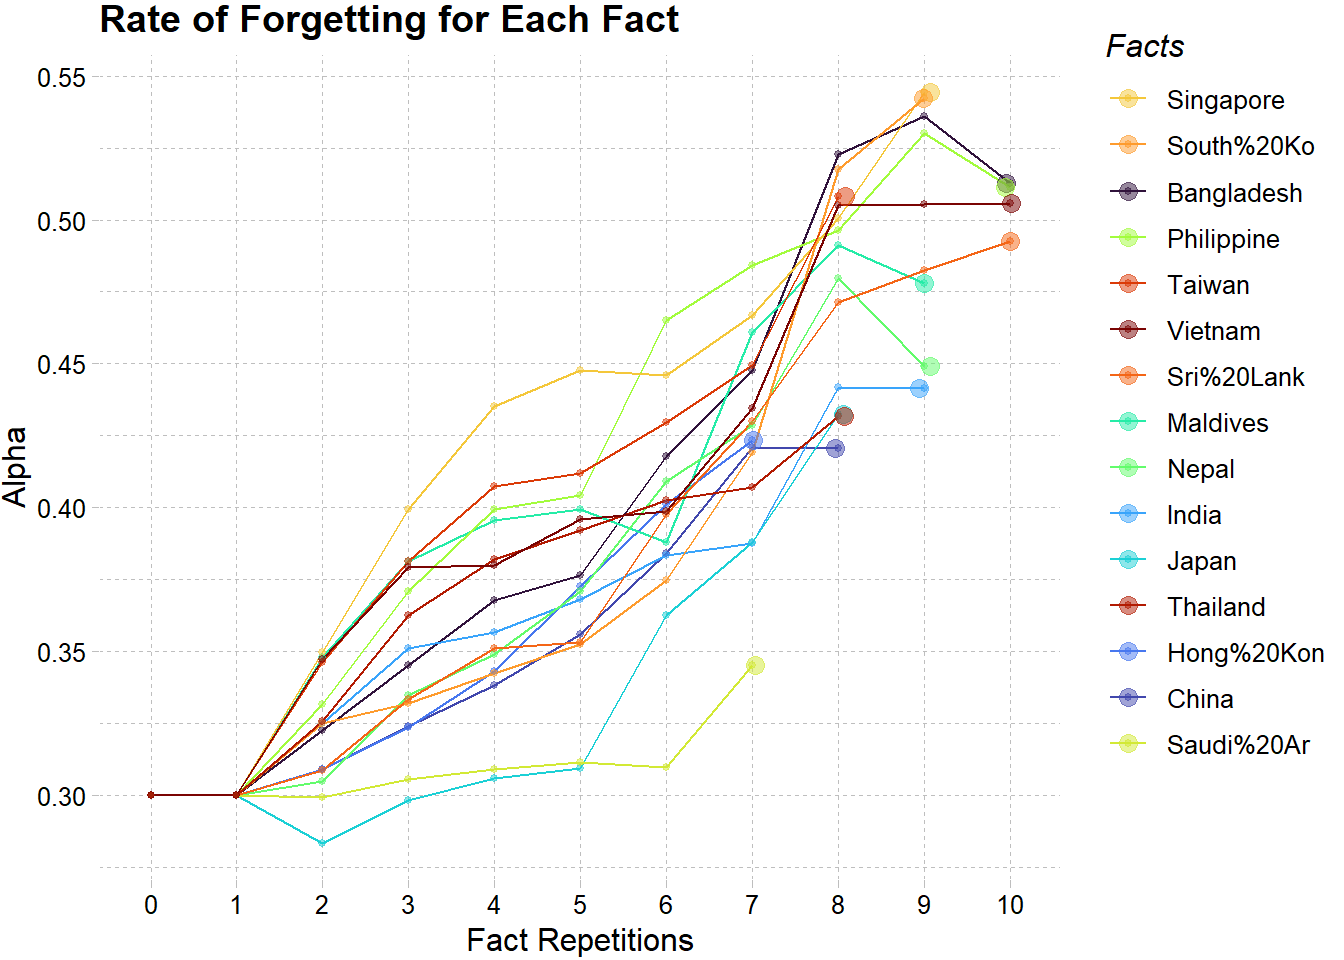 Rate of Forgetting for Each Fact
Facts
Singapore
South%20Ko
Bangladesh
Philippine
Taiwan
Vietnam
Sri%20Lank
Maldives
Nepal
India
Japan
Thailand
Hong%20Kon
China
Saudi%20Ar
Alpha
0.55
0.50
0.45
0.40
0.35
0.30
0 1 2 3 4 5 6 7 8 9 10
Fact Repetitions